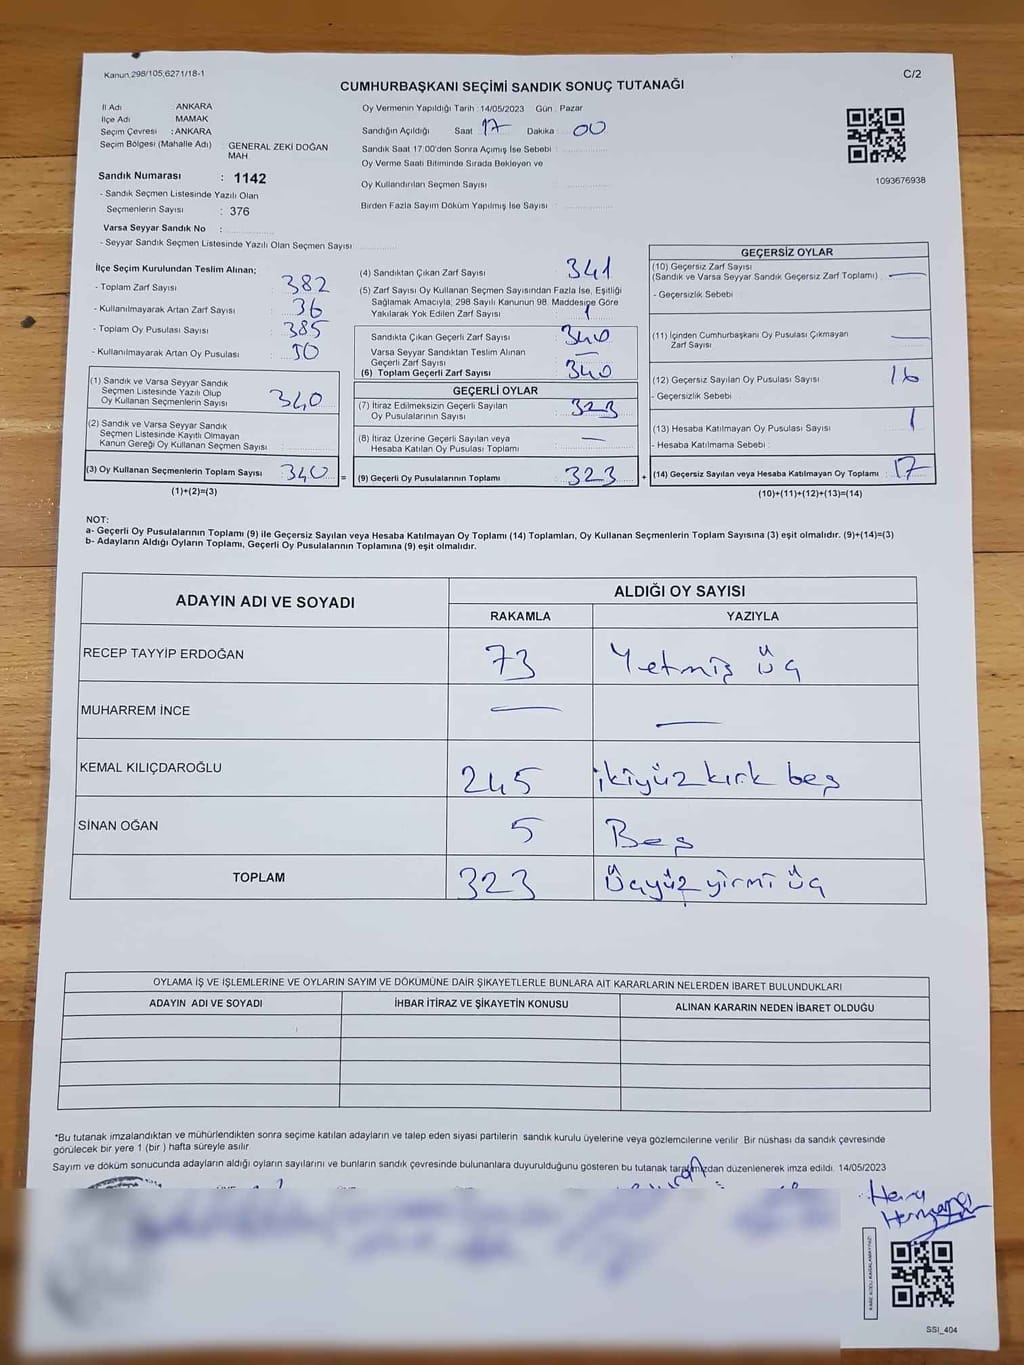 Kanun,298/105,6271/18-1
C/2
CUMHURBAŞKANI SEÇİMİ SANDIK SONUÇ TUTANAĞI
İl Adı : ANKARA
İlçe Adı : MAMAK
Seçim Çevresi : ANKARA
Seçim Bölgesi (Mahalle Adı) : GENERAL ZEKİ DOĞAN MAH
Sandık Numarası : 1142
- Sandık Seçmen Listesinde Yazılı Olan
Seçmenlerin Sayısı : 376
Varsa Seyyar Sandık No :
- Seyyar Sandık Seçmen Listesinde Yazılı Olan Seçmen Sayısı
Oy Vermenin Yapıldığı Tarih : 14/05/2023 Gün : Pazar
Sandığın Açıldığı Saat : 17 Dakika : 00
Sandık Saat 17:00'den Sonra Açımış İse Sebebi :
Oy Verme Saati Bitiminde Sırada Bekleyen ve
Oy Kullandırılan Seçmen Sayısı
Birden Fazla Sayım Döküm Yapılmış İse Sayısı
1093676938
İlçe Seçim Kurulundan Teslim Alınan;
- Toplam Zarf Sayısı : 382
- Kullanılmayarak Artan Zarf Sayısı : 36
- Toplam Oy Pusulası Sayısı : 385
- Kullanılmayarak Artan Oy Pusulası : 50
(1) Sandık ve Varsa Seyyar Sandık
Seçmen Listesinde Yazılı Olup
Oy Kullanan Seçmenlerin Sayısı : 340
(2) Sandık ve Varsa Seyyar Sandık
Seçmen Listesinde Kayıtlı Olmayan
Kanun Gereği Oy Kullanan Seçmen Sayısı :
(3) Oy Kullanan Seçmenlerin Toplam Sayısı : 340 =
(1)+(2)=(3)
(4) Sandıktan Çıkan Zarf Sayısı : 341
(5) Zarf Sayısı Oy Kullanan Seçmen Sayısından Fazla İse, Eşitliği
Sağlamak Amacıyla; 298 Sayılı Kanunun 98. Maddesine Göre
Yakılarak Yok Edilen Zarf Sayısı : 1
Sandıkta Çıkan Geçerli Zarf Sayısı : 340
Varsa Seyyar Sandıktan Teslim Alınan
Geçerli Zarf Sayısı : —
(6) Toplam Geçerli Zarf Sayısı : 340
GEÇERLİ OYLAR
(7) İtiraz Edilmeksizin Geçerli Sayılan
Oy Pusulalarının Sayısı : 323
(8) İtiraz Üzerine Geçerli Sayılan veya
Hesaba Katılan Oy Pusulası Toplamı : —
(9) Geçerli Oy Pusulalarının Toplamı : 323 +
GEÇERSİZ OYLAR
(10) Geçersiz Zarf Sayısı
(Sandık ve Varsa Seyyar Sandık Geçersiz Zarf Toplamı) : —
- Geçersizlik Sebebi :
(11) İçinden Cumhurbaşkanı Oy Pusulası Çıkmayan
Zarf Sayısı : —
(12) Geçersiz Sayılan Oy Pusulası Sayısı : 16
- Geçersizlik Sebebi :
(13) Hesaba Katılmayan Oy Pusulası Sayısı : 1
- Hesaba Katılmama Sebebi :
(14) Geçersiz Sayılan veya Hesaba Katılmayan Oy Toplamı : 17
(10)+(11)+(12)+(13)=(14)
NOT:
a- Geçerli Oy Pusulalarının Toplamı (9) ile Geçersiz Sayılan veya Hesaba Katılmayan Oy Toplamı (14) Toplamları, Oy Kullanan Seçmenlerin Toplam Sayısına (3) eşit olmalıdır. (9)+(14)=(3)
b- Adayların Aldığı Oyların Toplamı, Geçerli Oy Pusulalarının Toplamına (9) eşit olmalıdır.
ADAYIN ADI VE SOYADI
ALDIĞI OY SAYISI
RAKAMLA YAZIYLA
RECEP TAYYİP ERDOĞAN 73 Yetmiş üç
MUHARREM İNCE — —
KEMAL KILIÇDAROĞLU 245 ikiyüz kırk beş
SİNAN OĞAN 5 Beş
TOPLAM 323 Üçyüz yirmi üç
OYLAMA İŞ VE İŞLEMLERİNE VE OYLARIN SAYIM VE DÖKÜMÜNE DAİR ŞİKAYETLERLE BUNLARA AİT KARARLARIN NELERDEN İBARET BULUNDUKLARI
ADAYIN ADI VE SOYADI İHBAR İTİRAZ VE ŞİKAYETİN KONUSU ALINAN KARARIN NEDEN İBARET OLDUĞU
*Bu tutanak imzalandıktan ve mühürlendikten sonra seçime katılan adayların ve talep eden siyasi partilerin sandık kurulu üyelerine veya gözlemcilerine verilir. Bir nüshası da sandık çevresinde
görülecek bir yere 1 (bir ) hafta süreyle asılır.
Sayım ve döküm sonucunda adayların aldığı oyların sayılarını ve bunların sandık çevresinde bulunanlara duyurulduğunu gösteren bu tutanak tarafımızdan düzenlenerek imza edildi. 14/05/2023
SSI_404